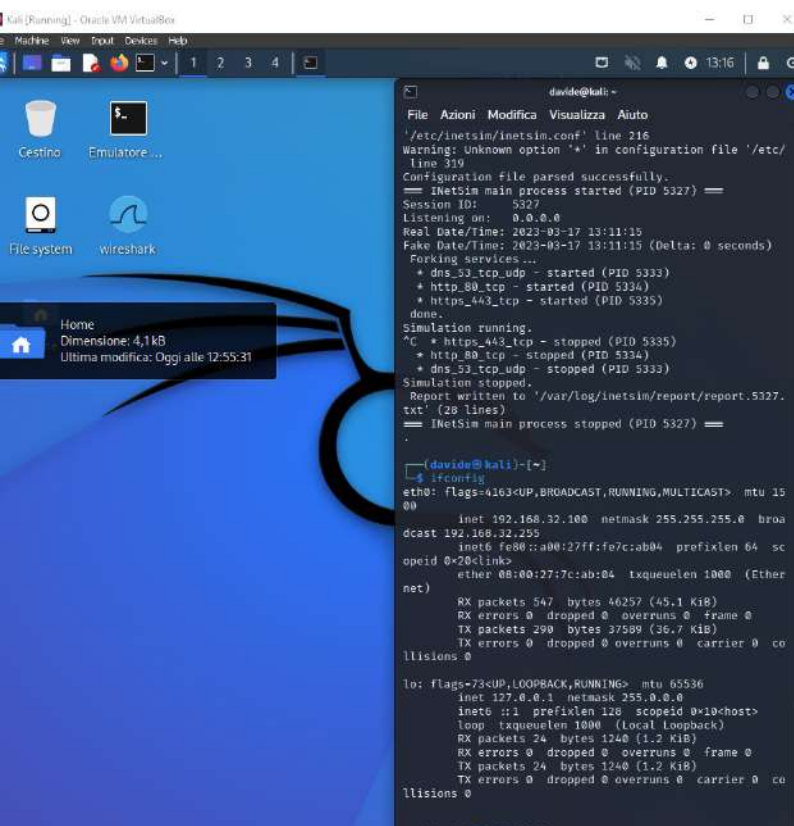 Kali [Running] - Oracle VM VirtualBox
Machine View Input Devices Help
1 2 3 4
13:16
Cestino
Emulatore ...
File system
wireshark
Home
Dimensione: 4,1 kB
Ultima modifica: Oggi alle 12:55:31
davide@kali: ~
File Azioni Modifica Visualizza Aiuto
'/etc/inetsim/inetsim.conf' line 216
Warning: Unknown option '*' in configuration file '/etc/
line 319
Configuration file parsed successfully.
=== INetSim main process started (PID 5327) ===
Session ID: 5327
Listening on: 0.0.0.0
Real Date/Time: 2023-03-17 13:11:15
Fake Date/Time: 2023-03-17 13:11:15 (Delta: 0 seconds)
Forking services ...
* dns_53_tcp_udp - started (PID 5333)
* http_80_tcp - started (PID 5334)
* https_443_tcp - started (PID 5335)
done.
Simulation running.
^C * https_443_tcp - stopped (PID 5335)
* http_80_tcp - stopped (PID 5334)
* dns_53_tcp_udp - stopped (PID 5333)
Simulation stopped.
Report written to '/var/log/inetsim/report/report.5327.
txt' (28 lines)
=== INetSim main process stopped (PID 5327) ===
.
┌──(davide㉿kali)-[~]
└─$ ifconfig
eth0: flags=4163<UP,BROADCAST,RUNNING,MULTICAST> mtu 15
00
inet 192.168.32.100 netmask 255.255.255.0 broa
dcast 192.168.32.255
inet6 fe80::a00:27ff:fe7c:ab04 prefixlen 64 sc
opeid 0×20<link>
ether 08:00:27:7c:ab:04 txqueuelen 1000 (Ether
net)
RX packets 547 bytes 46257 (45.1 KiB)
RX errors 0 dropped 0 overruns 0 frame 0
TX packets 290 bytes 37589 (36.7 KiB)
TX errors 0 dropped 0 overruns 0 carrier 0 co
llisions 0
lo: flags=73<UP,LOOPBACK,RUNNING> mtu 65536
inet 127.0.0.1 netmask 255.0.0.0
inet6 ::1 prefixlen 128 scopeid 0×10<host>
loop txqueuelen 1000 (Local Loopback)
RX packets 24 bytes 1240 (1.2 KiB)
RX errors 0 dropped 0 overruns 0 frame 0
TX packets 24 bytes 1240 (1.2 KiB)
TX errors 0 dropped 0 overruns 0 carrier 0 co
llisions 0